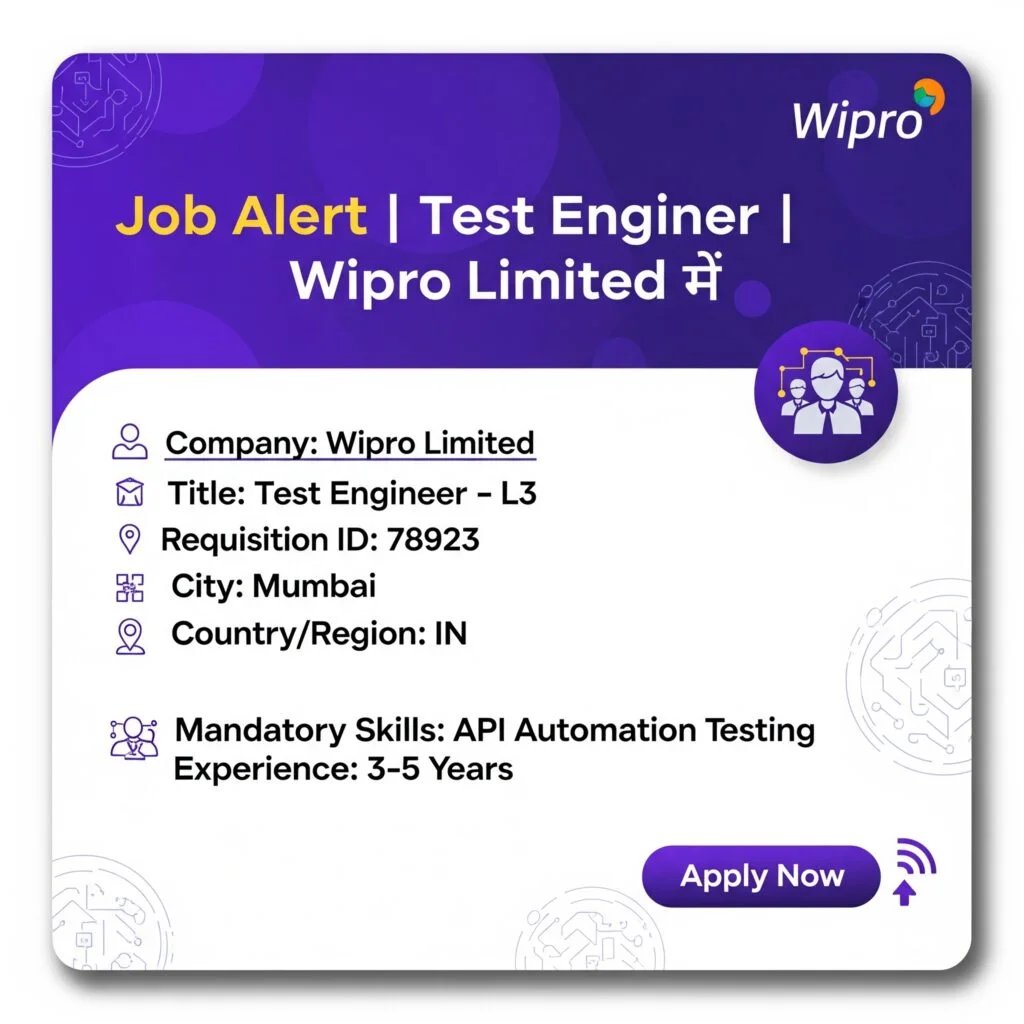 Wipro
Job Alert | Test Enginer |
Wipro Limited में
Company: Wipro Limited
Title: Test Engineer – L3
Requisition ID: 78923
City: Mumbai
Country/Region: IN
Mandatory Skills: API Automation Testing
Experience: 3-5 Years
Apply Now